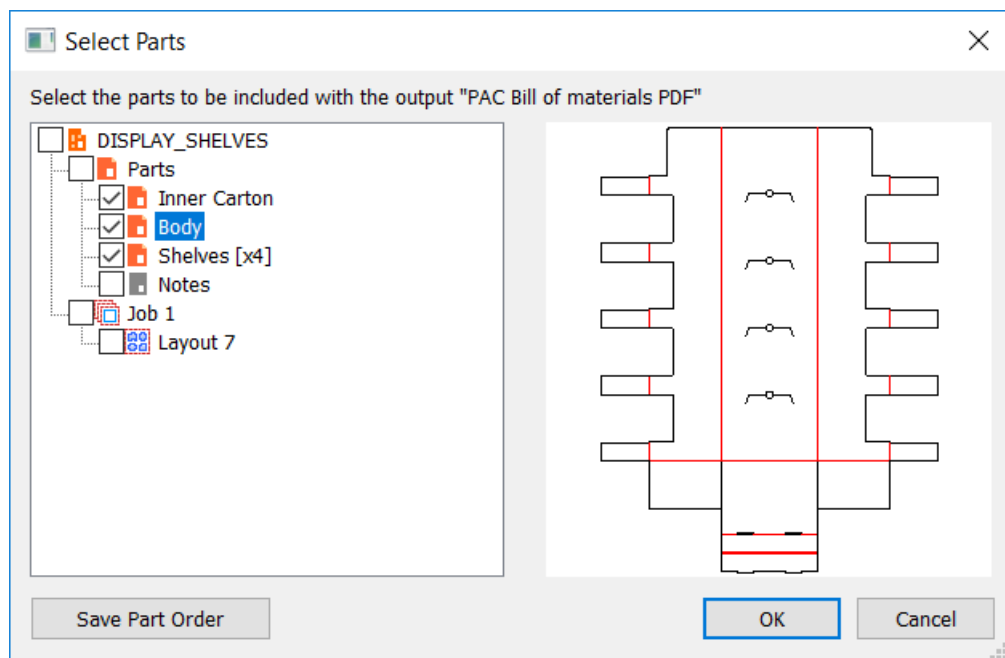 Select Parts
Select the parts to be included with the output "PAC Bill of materials PDF"
DISPLAY_SHELVES
Parts
Inner Carton
Body
Shelves [x4]
Notes
Job 1
Layout 7
Save Part Order
OK
Cancel